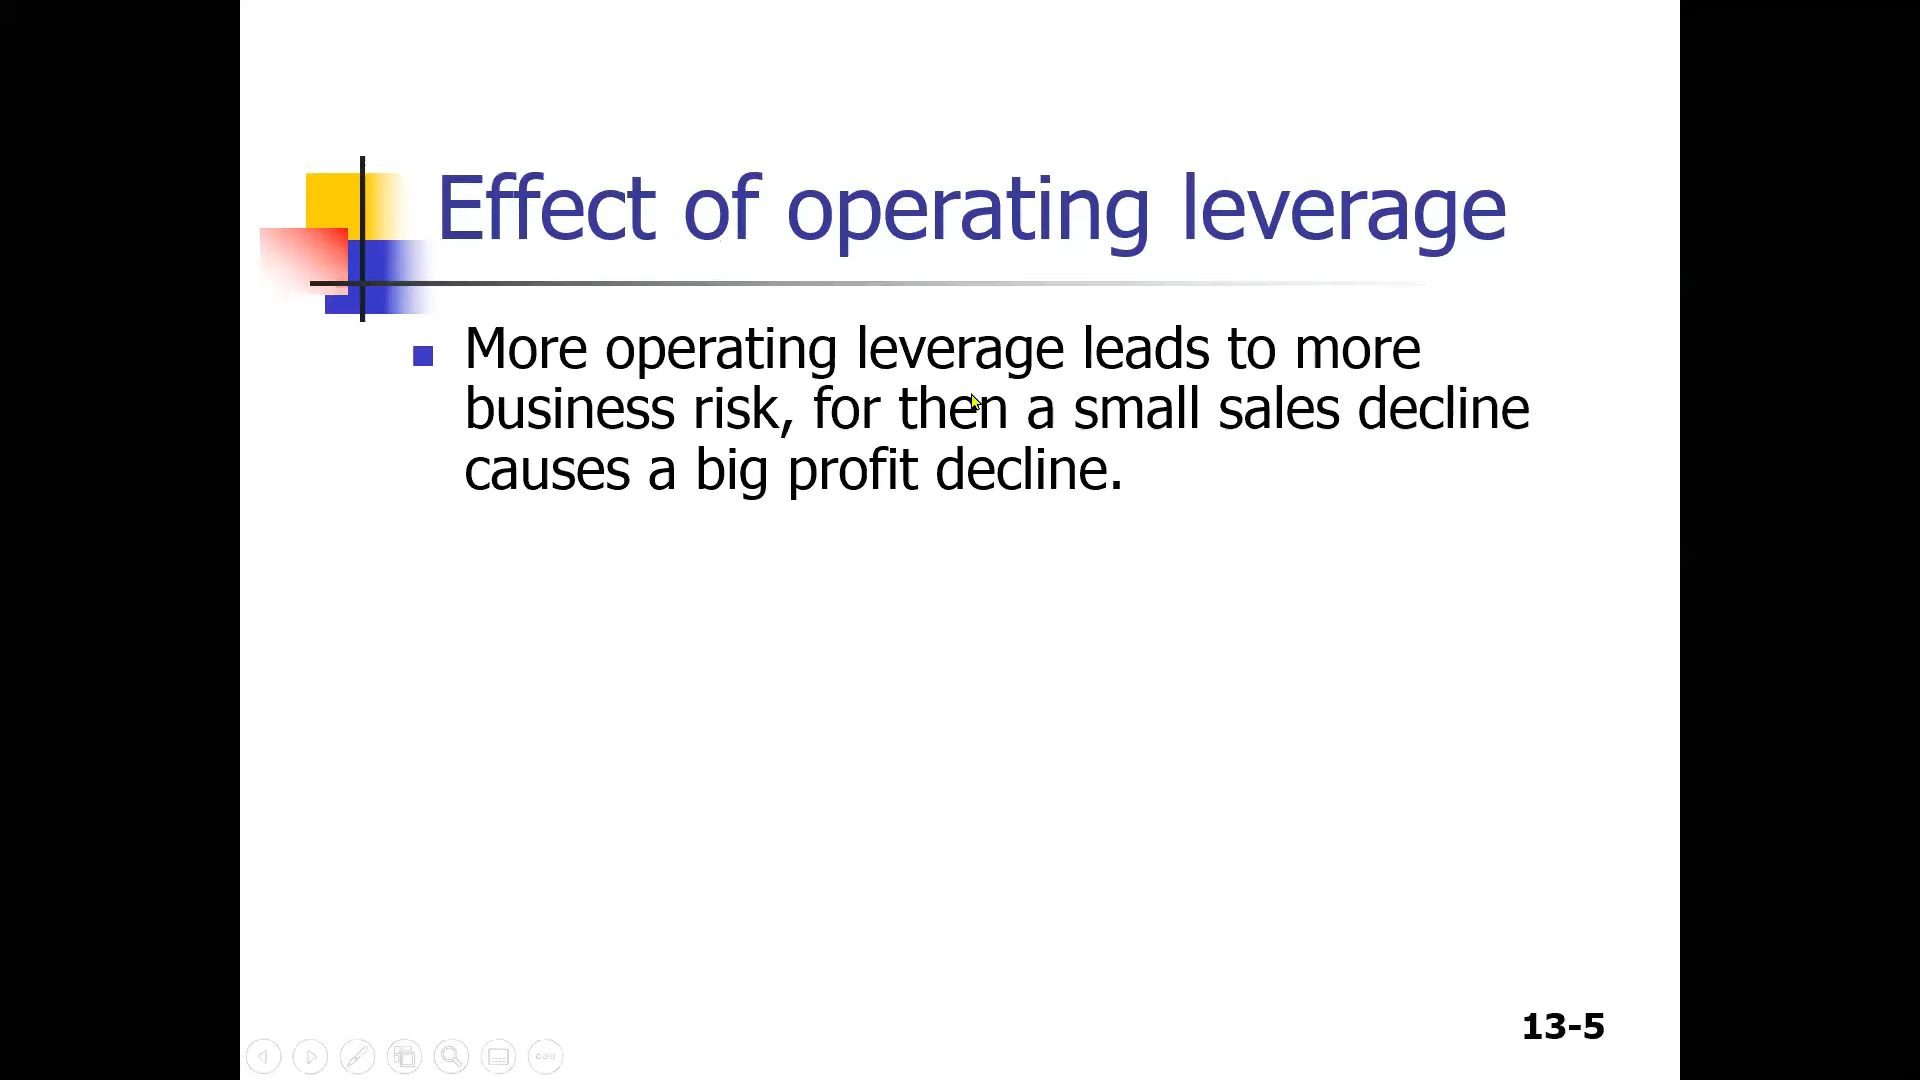 Effect of operating leverage
More operating leverage leads to more
business risk, for then a small sales decline
causes a big profit decline.
13-5